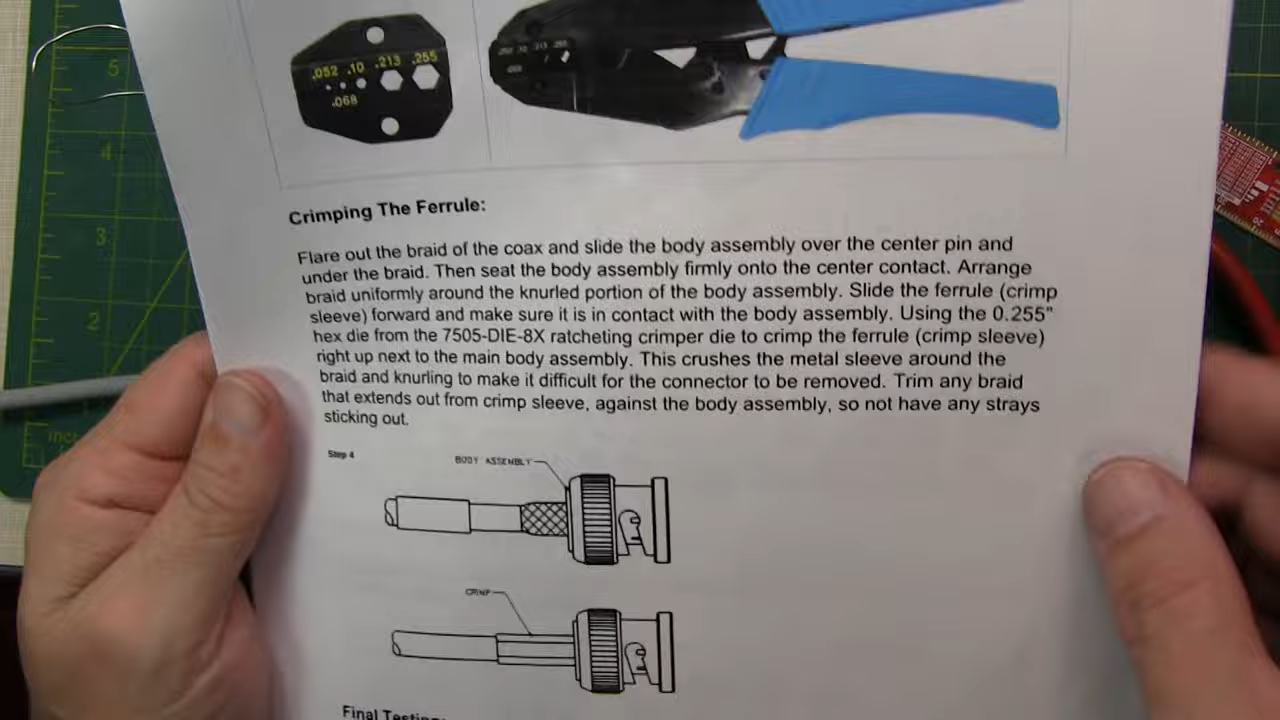 .052 .10 .213 .255
.068
Crimping The Ferrule:
Flare out the braid of the coax and slide the body assembly over the center pin and
under the braid. Then seat the body assembly firmly onto the center contact. Arrange
braid uniformly around the knurled portion of the body assembly. Slide the ferrule (crimp
sleeve) forward and make sure it is in contact with the body assembly. Using the 0.255"
hex die from the 7505-DIE-8X ratcheting crimper die to crimp the ferrule (crimp sleeve)
right up next to the main body assembly. This crushes the metal sleeve around the
braid and knurling to make it difficult for the connector to be removed. Trim any braid
that extends out from crimp sleeve, against the body assembly, so not have any strays
sticking out.
Step 4
BODY ASSEMBLY
CRIMP
Final Testing:
5
4
3
2